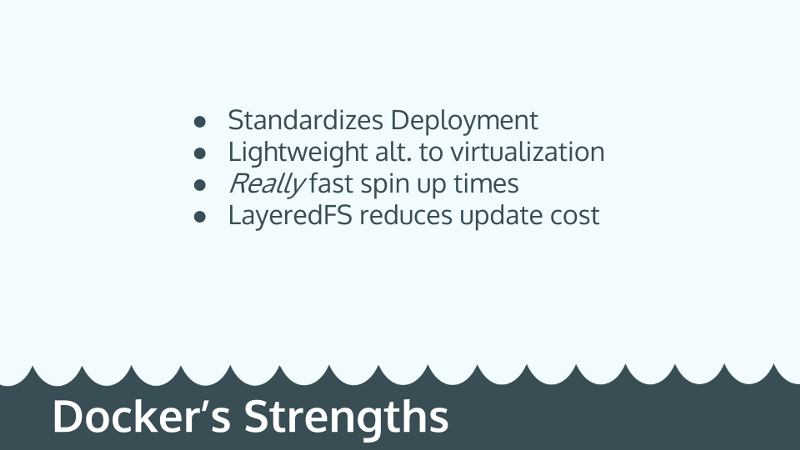 ● Standardizes Deployment
● Lightweight alt. to virtualization
● Really fast spin up times
● LayeredFS reduces update cost
Docker’s Strengths